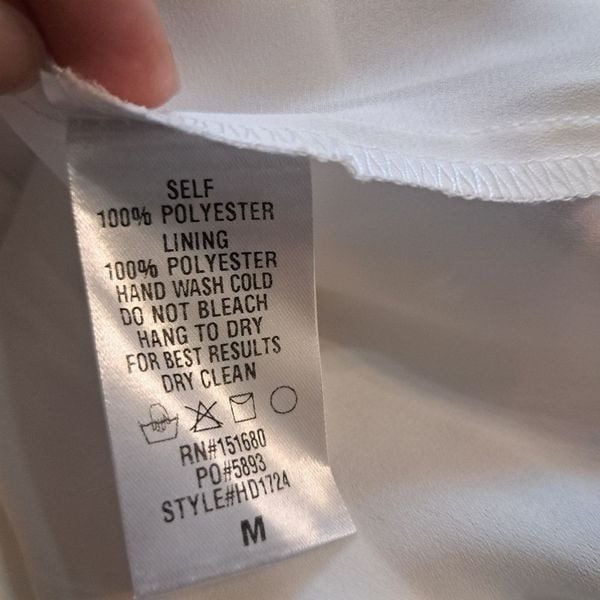 SELF
100% POLYESTER
LINING
100% POLYESTER
HAND WASH COLD
DO NOT BLEACH
HANG TO DRY
FOR BEST RESULTS
DRY CLEAN
RN#151680
PO#5893
STYLE#HD1724
M